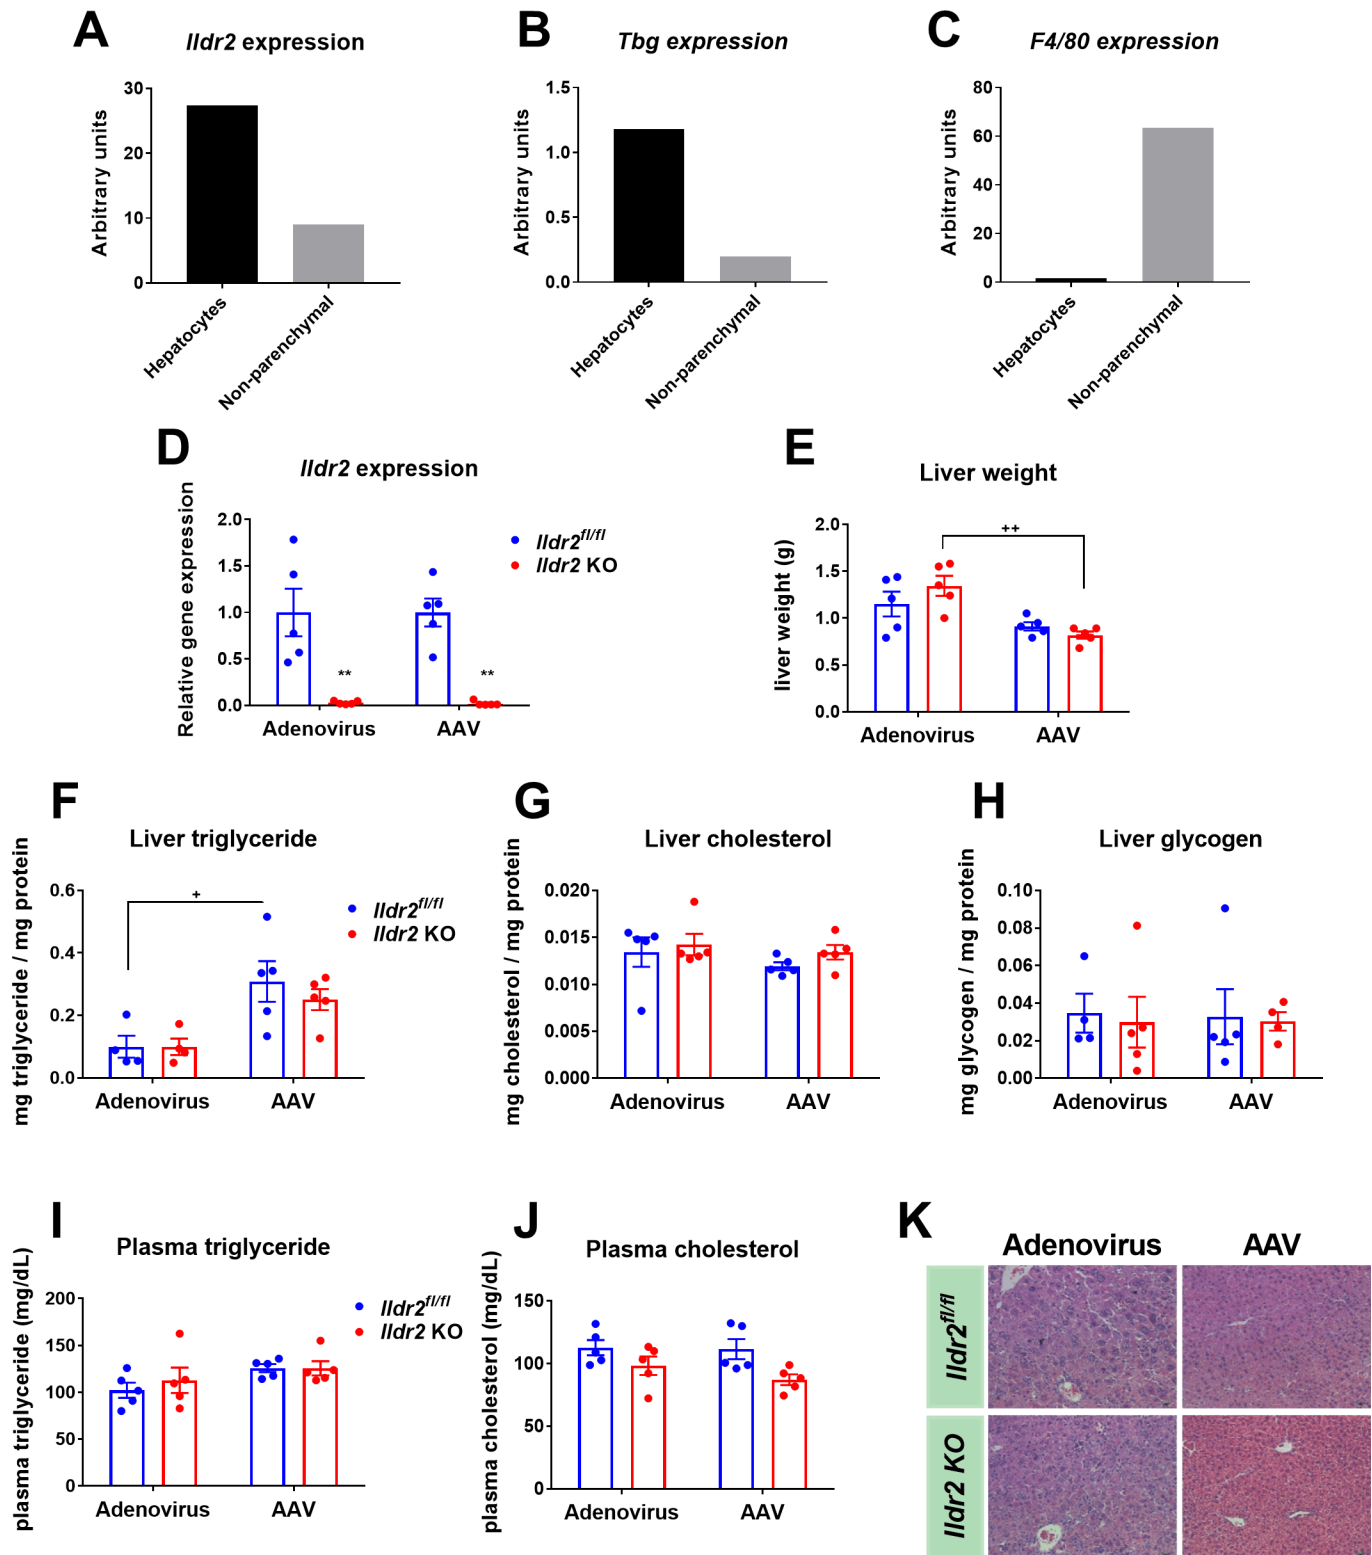 A
Ildr2 expression
Arbitrary units
30
20
10
0
Hepatocytes
Non-parenchymal
B
Tbg expression
Arbitrary units
1.5
1.0
0.5
0.0
Hepatocytes
Non-parenchymal
C
F4/80 expression
Arbitrary units
80
60
40
20
0
Hepatocytes
Non-parenchymal
D
Ildr2 expression
Relative gene expression
2.0
1.5
1.0
0.5
0.0
**
**
Adenovirus
AAV
Ildr2fl/fl
Ildr2 KO
E
Liver weight
liver weight (g)
2.0
1.5
1.0
0.5
0.0
++
Adenovirus
AAV
F
Liver triglyceride
mg triglyceride / mg protein
0.6
0.4
0.2
0.0
+
Adenovirus
AAV
Ildr2fl/fl
Ildr2 KO
G
Liver cholesterol
mg cholesterol / mg protein
0.020
0.015
0.010
0.005
0.000
Adenovirus
AAV
H
Liver glycogen
mg glycogen / mg protein
0.10
0.08
0.06
0.04
0.02
0.00
Adenovirus
AAV
I
Plasma triglyceride
plasma triglyceride (mg/dL)
200
150
100
50
0
Adenovirus
AAV
Ildr2fl/fl
Ildr2 KO
J
Plasma cholesterol
plasma cholesterol (mg/dL)
150
100
50
0
Adenovirus
AAV
K
Adenovirus
AAV
Ildr2fl/fl
Ildr2 KO